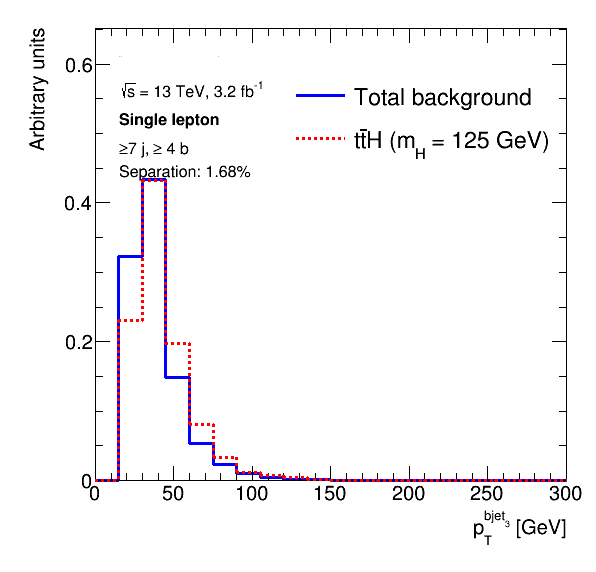 Arbitrary units
0.6
0.4
0.2
0
√s = 13 TeV, 3.2 fb⁻¹
Single lepton
≥7 j, ≥ 4 b
Separation: 1.68%
Total background
tt̄H (m_H = 125 GeV)
0 50 100 150 200 250 300
p_T^{bjet_3} [GeV]